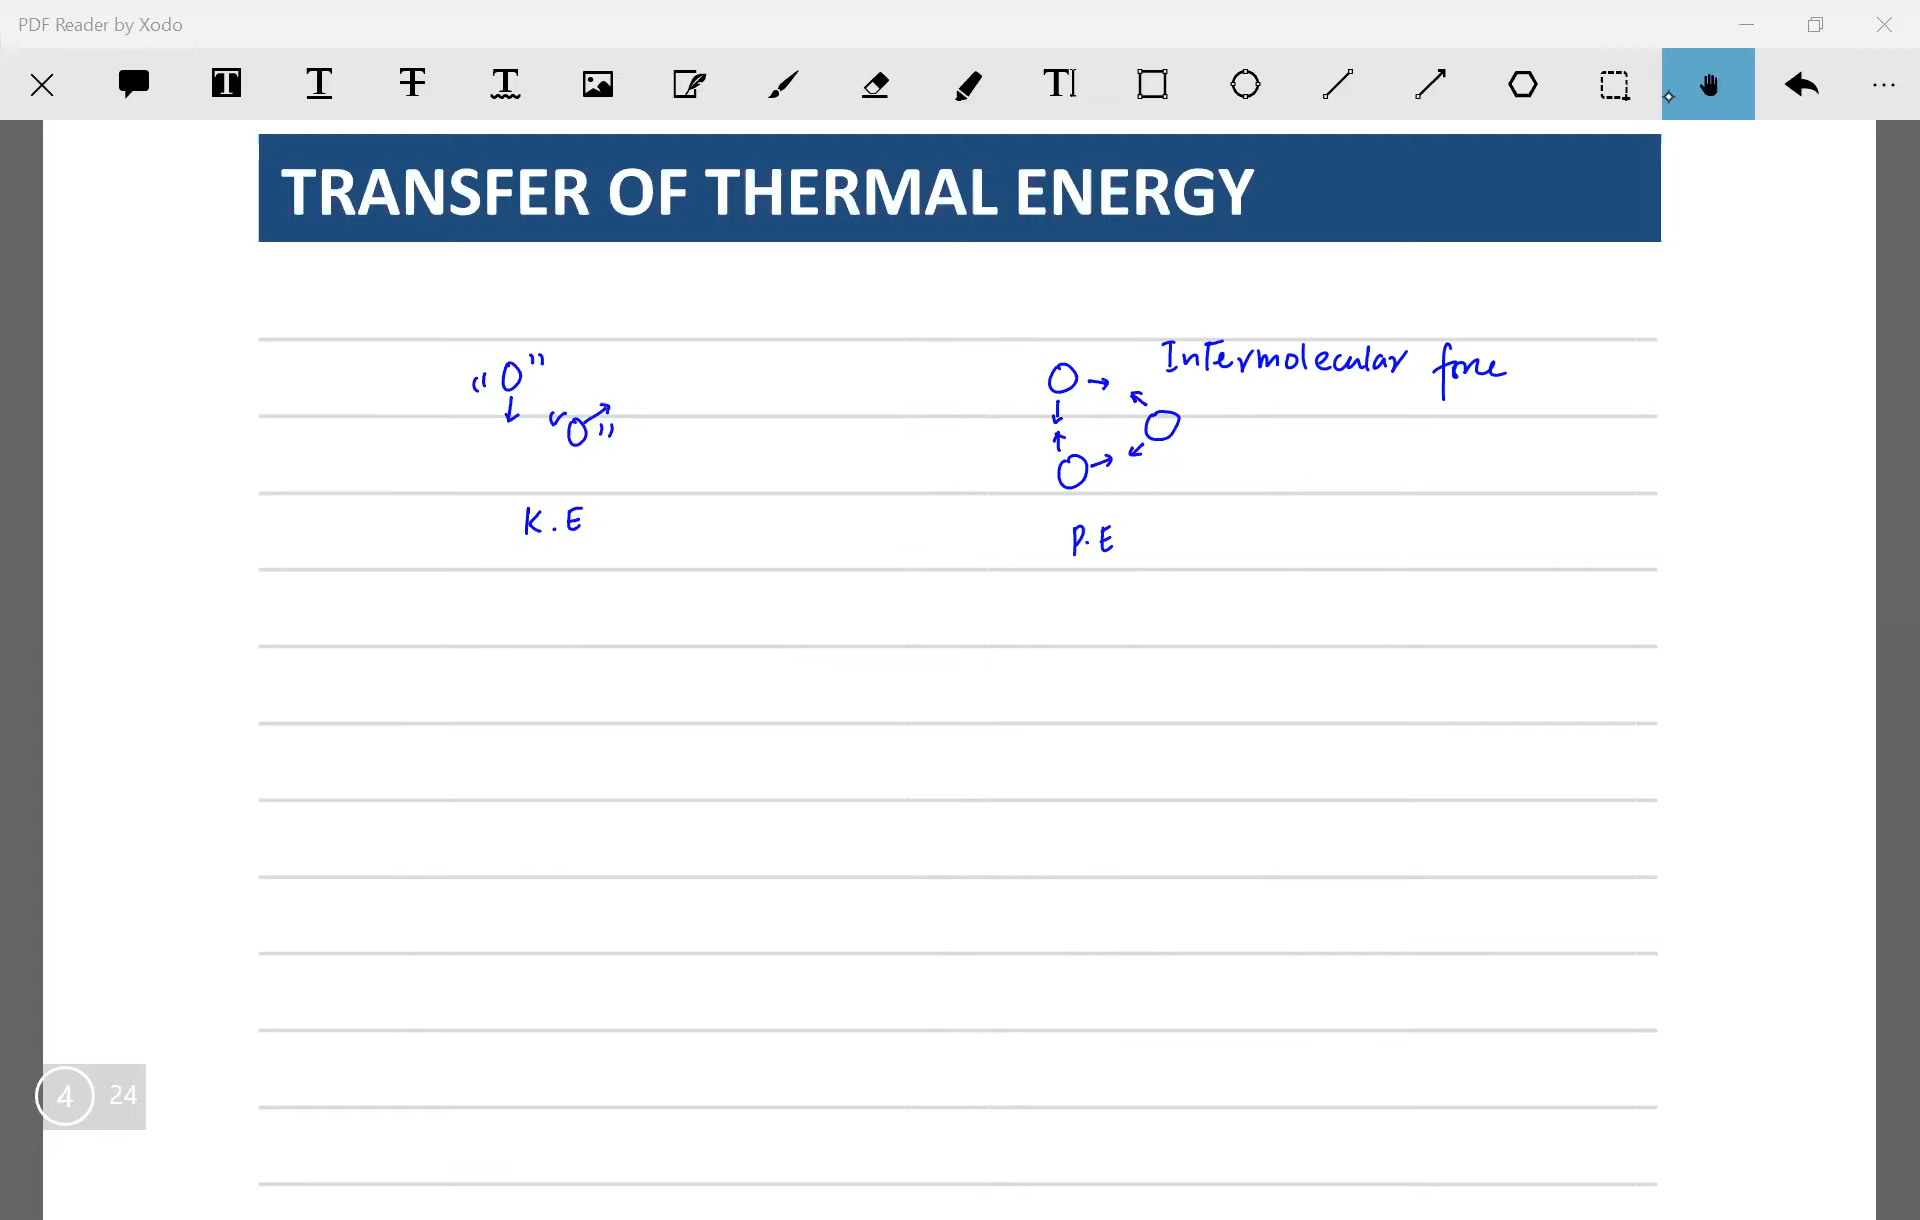 PDF Reader by Xodo
TRANSFER OF THERMAL ENERGY
Intermolecular force
K.E
P.E
4 24